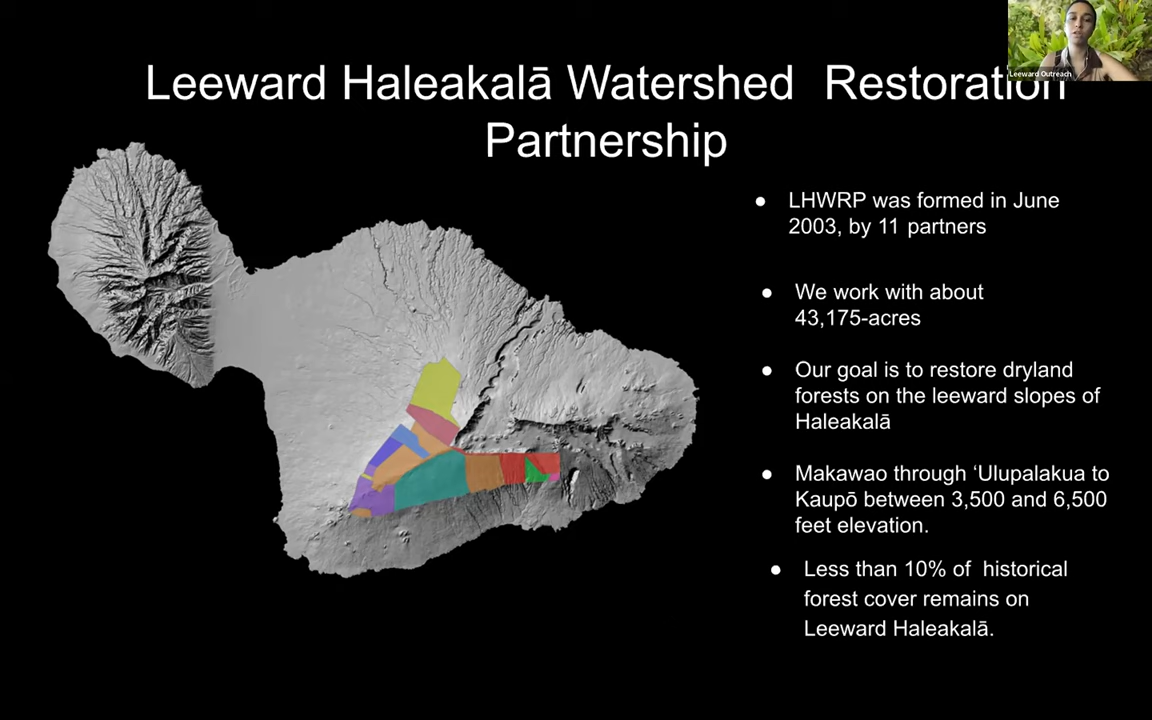 Leeward Outreach
Leeward Haleakalā Watershed  Restoration
Partnership
● LHWRP was formed in June
2003, by 11 partners
● We work with about
43,175-acres
● Our goal is to restore dryland
forests on the leeward slopes of
Haleakalā
● Makawao through ‘Ulupalakua to
Kaupō between 3,500 and 6,500
feet elevation.
● Less than 10% of  historical
forest cover remains on
Leeward Haleakalā.